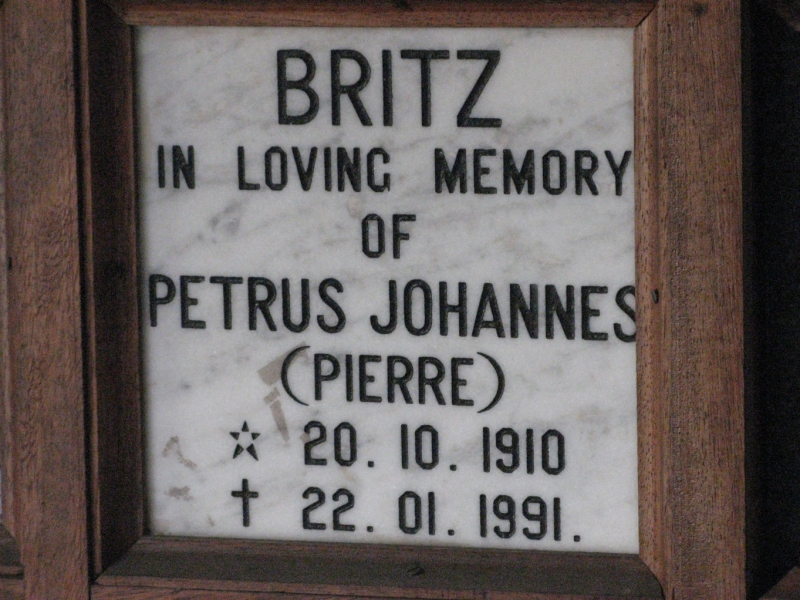 BRITZ
IN LOVING MEMORY
OF
PETRUS JOHANNES
(PIERRE)
☆ 20. 10. 1910
† 22. 01. 1991.